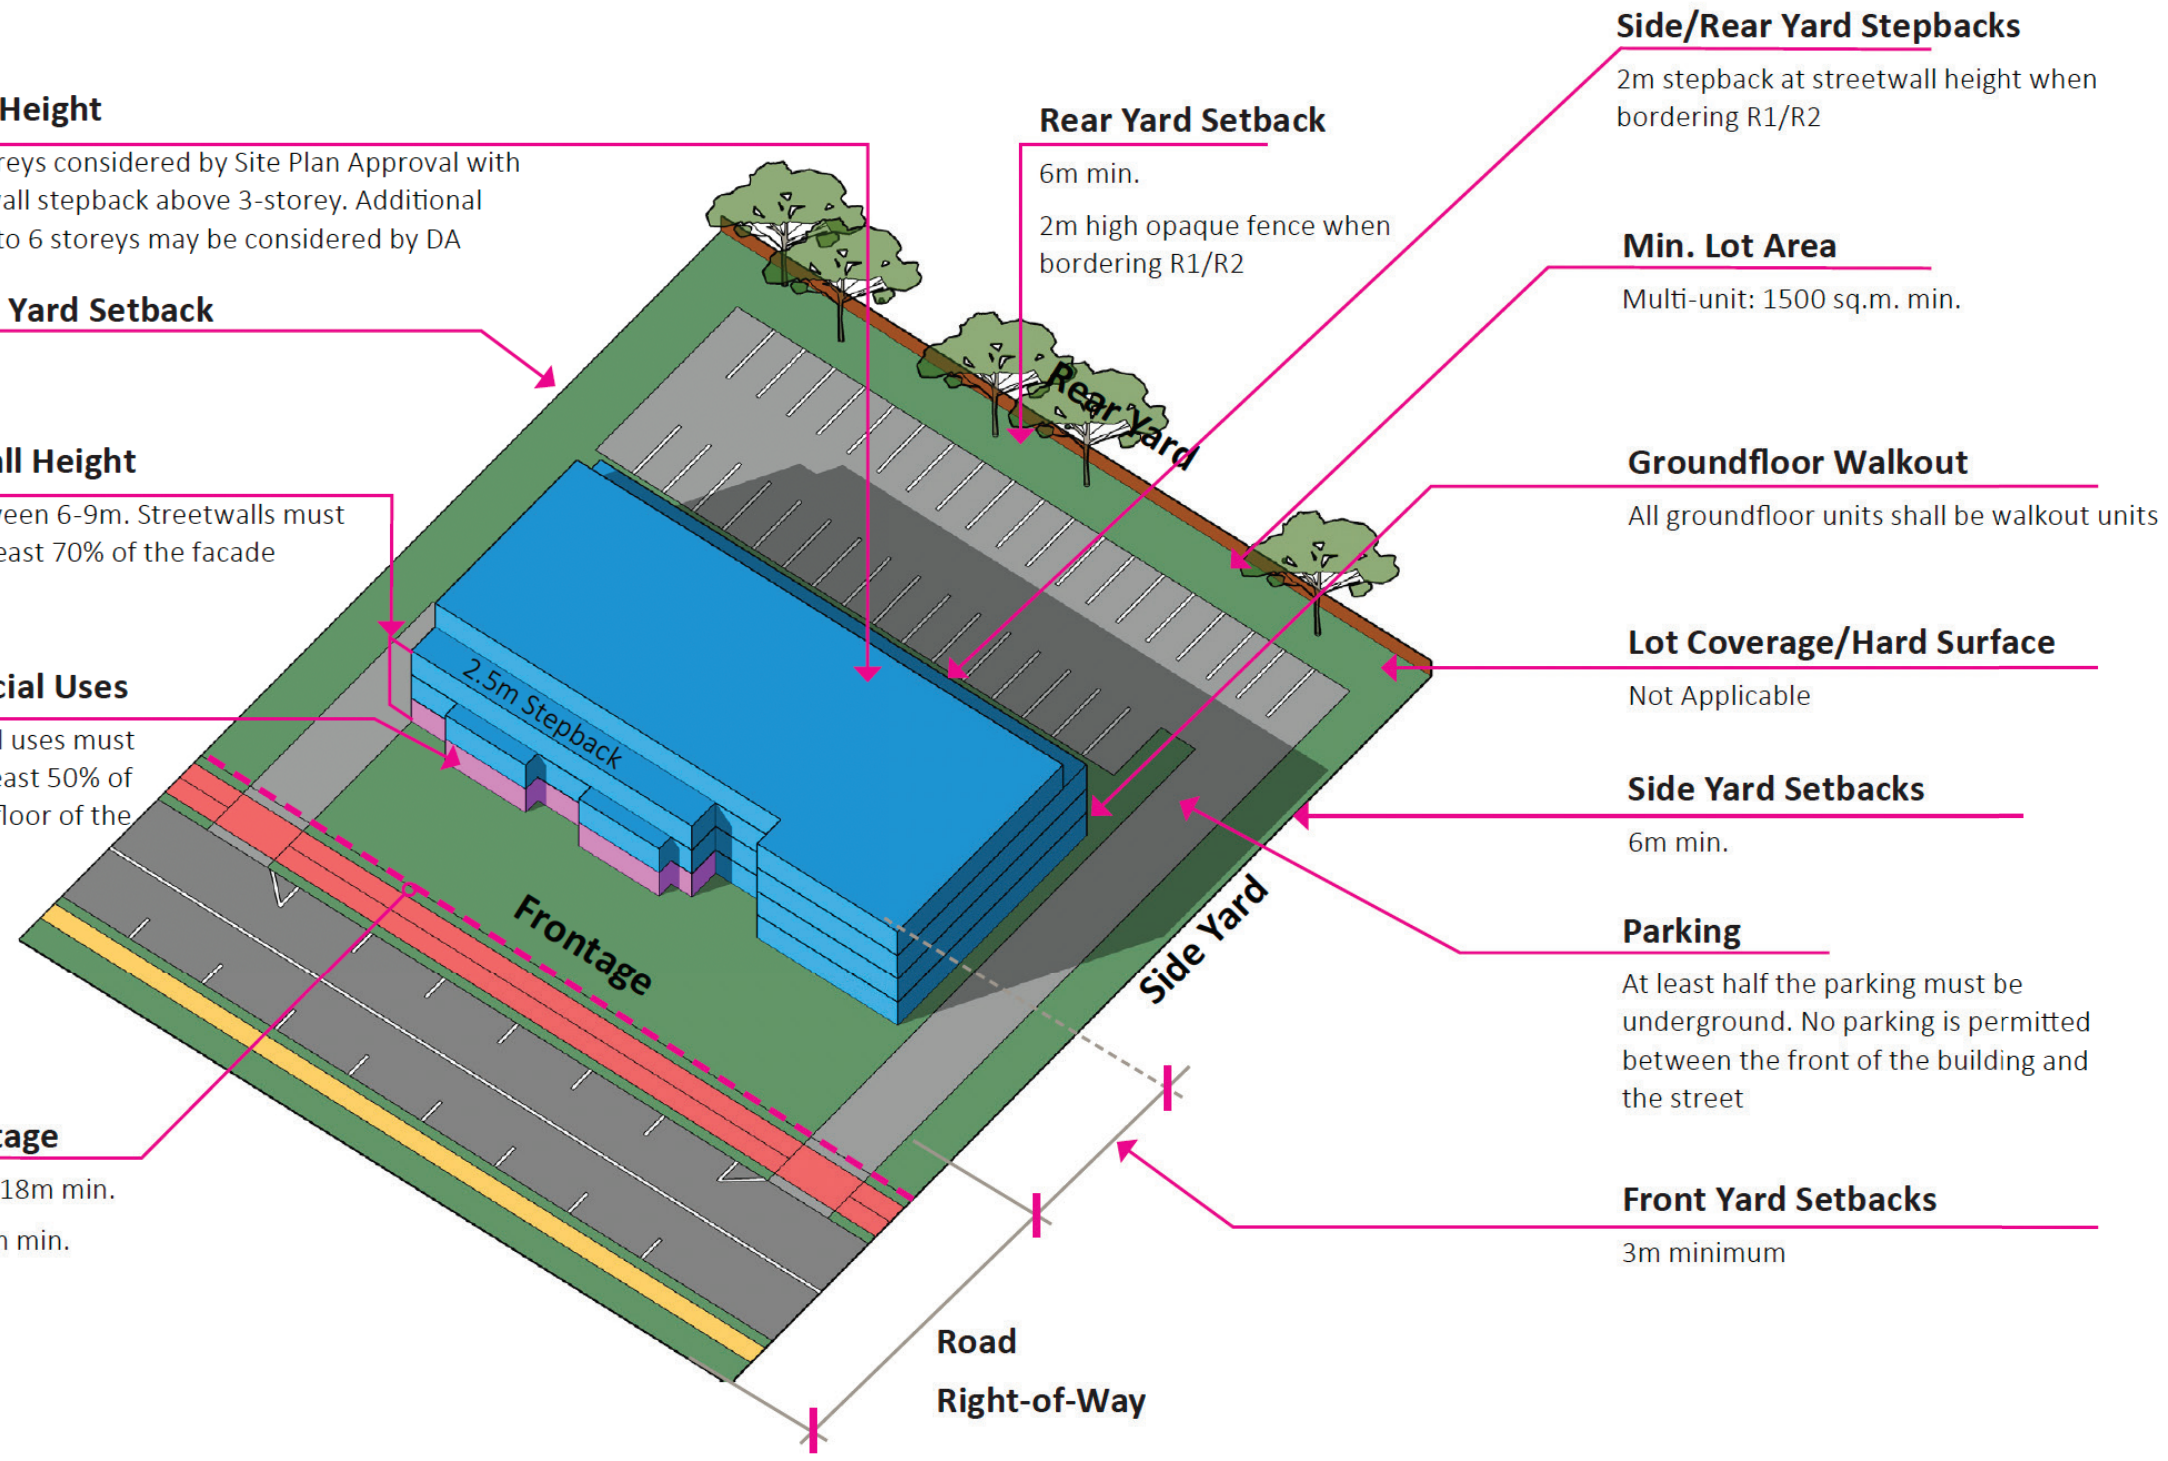 Height
reys considered by Site Plan Approval with
all stepback above 3-storey. Additional
to 6 storeys may be considered by DA
Yard Setback
ll Height
een 6-9m. Streetwalls must
east 70% of the facade
cial Uses
l uses must
east 50% of
loor of the
tage
18m min.
min.
Rear Yard Setback
6m min.
2m high opaque fence when
bordering R1/R2
Rear Yard
2.5m Stepback
Frontage
Side Yard
Road
Right-of-Way
Side/Rear Yard Stepbacks
2m stepback at streetwall height when
bordering R1/R2
Min. Lot Area
Multi-unit: 1500 sq.m. min.
Groundfloor Walkout
All groundfloor units shall be walkout units
Lot Coverage/Hard Surface
Not Applicable
Side Yard Setbacks
6m min.
Parking
At least half the parking must be
underground. No parking is permitted
between the front of the building and
the street
Front Yard Setbacks
3m minimum